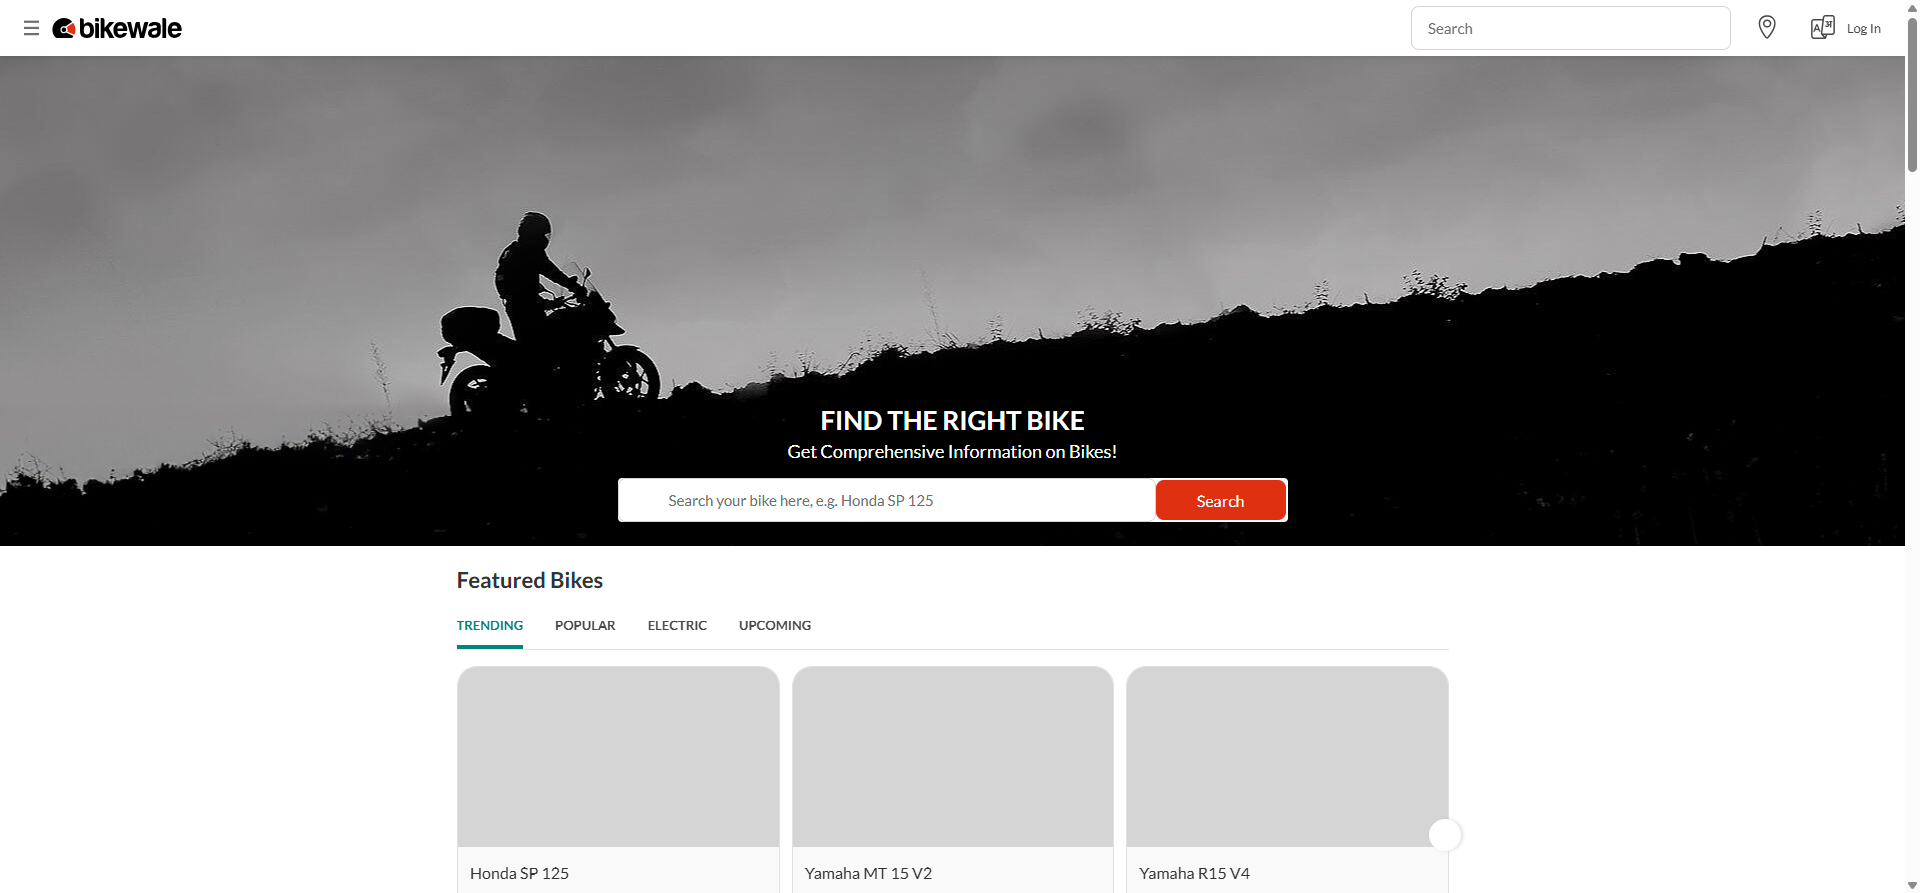 bikewale
Search
Log In
FIND THE RIGHT BIKE
Get Comprehensive Information on Bikes!
Search your bike here, e.g. Honda SP 125
Search
Featured Bikes
TRENDING
POPULAR
ELECTRIC
UPCOMING
Honda SP 125
Yamaha MT 15 V2
Yamaha R15 V4